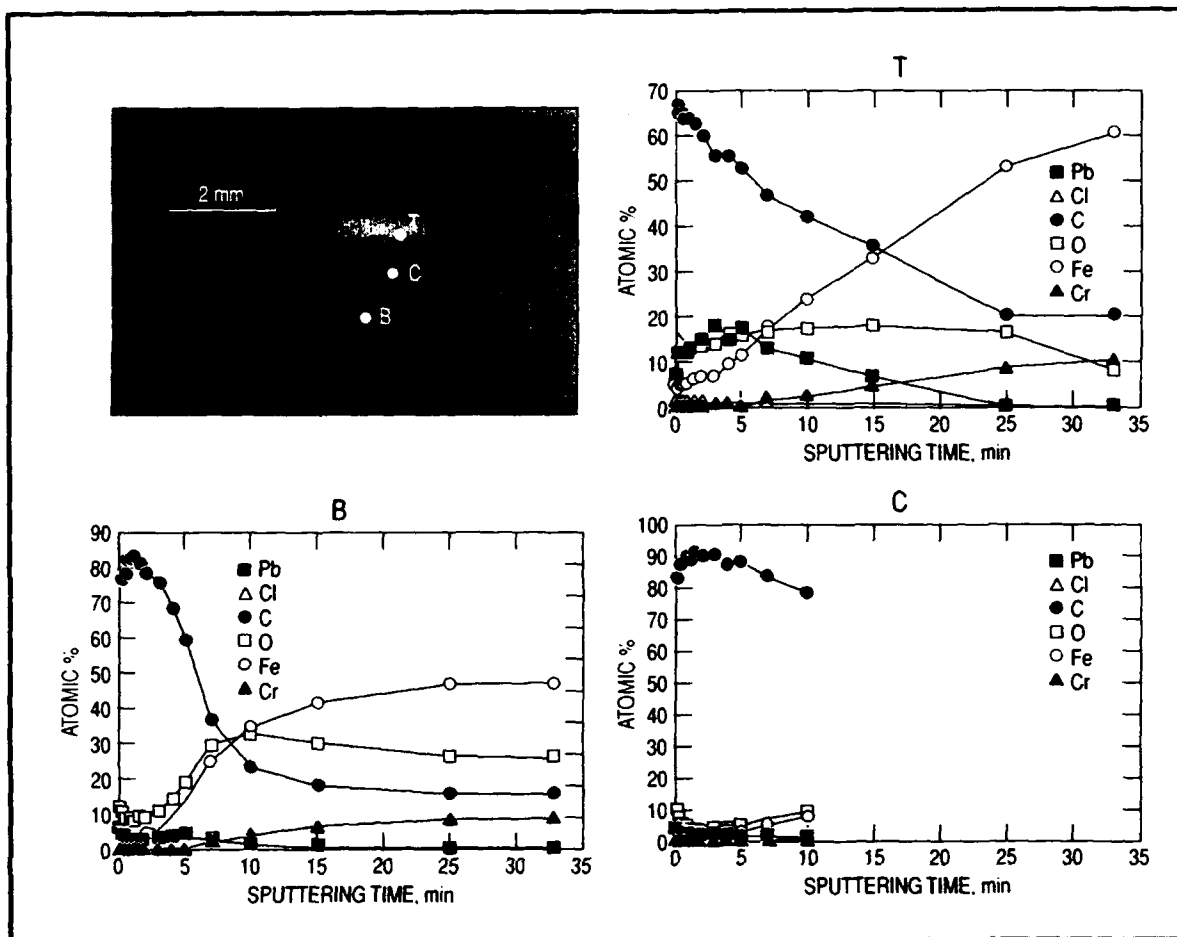 2 mm
T
C
B
T
70
60
50
40
30
20
10
0
ATOMIC %
Pb
Cl
C
O
Fe
Cr
0 5 10 15 20 25 30 35
SPUTTERING TIME, min
B
90
80
70
60
50
40
30
20
10
0
ATOMIC %
Pb
Cl
C
O
Fe
Cr
0 5 10 15 20 25 30 35
SPUTTERING TIME, min
C
100
90
80
70
60
50
40
30
20
10
0
ATOMIC %
Pb
Cl
C
O
Fe
Cr
0 5 10 15 20 25 30 35
SPUTTERING TIME, min